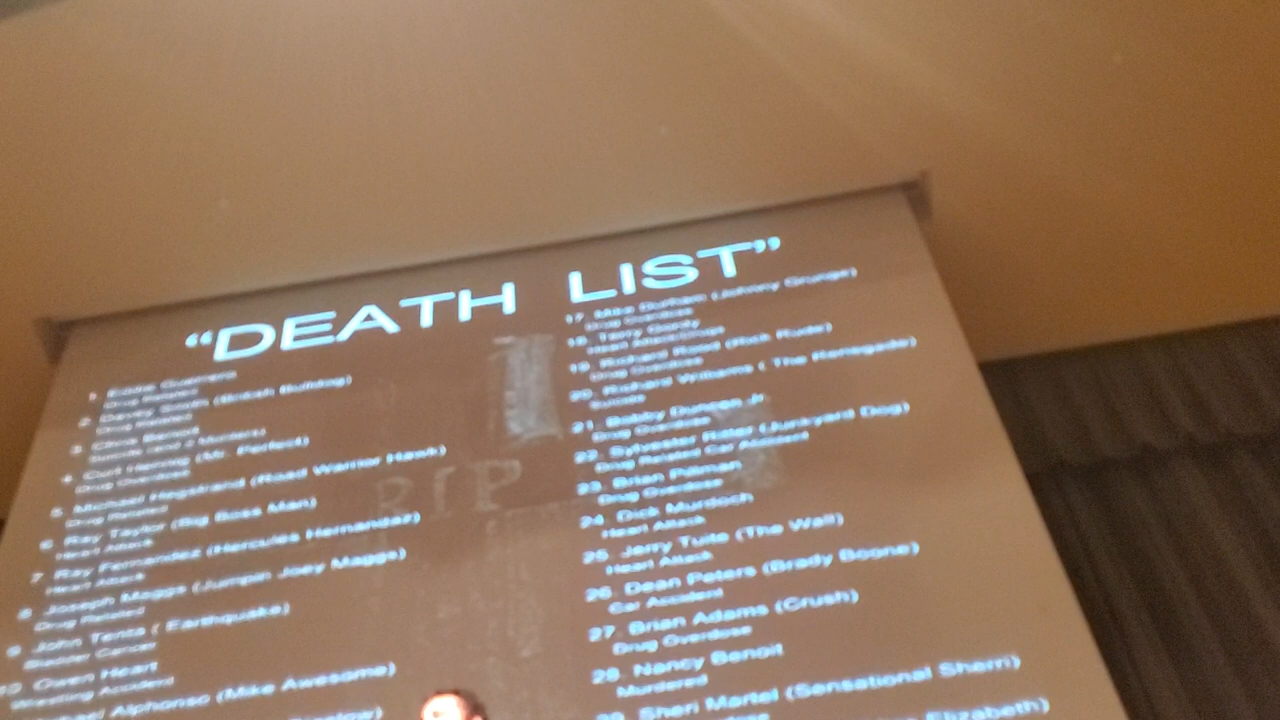 “DEATH LIST”
1. Eddie Guerrero
Drug Related
2. Davey Smith (British Bulldog)
Drug Related
3. Chris Benoit
4. Curt Hennig (Mr. Perfect)
Drug Overdose
5. Michael Hegstrand (Road Warrior Hawk)
Drug Related
6. Ray Taylor (Big Boss Man)
Heart Attack
7. Ray Fernandez (Hercules Hernandez)
Heart Attack
8. Joseph Maggs (Jumpin Joey Maggs)
Drug Related
9. John Tenta ( Earthquake)
Bladder Cancer
10. Owen Heart
Wrestling Accident
Alphonso (Mike Awesome)
RIP
17. Mike Durham (Johnny Grunge)
Drug Overdose
18. Terry Gordy
Heart Attack/Drugs
19. Richard Rood (Rick Rude)
Drug Overdose
20. Richard Williams ( The Renegade)
Suicide
21. Bobby Duncan Jr.
Drug Overdose
22. Sylvester Ritter (Junkyard Dog)
Drug Related Car Accident
23. Brian Pillman
Drug Overdose
24. Dick Murdoch
Heart Attack
25. Jerry Tuite (The Wall)
Heart Attack
26. Dean Peters (Brady Boone)
Car Accident
27. Brian Adams (Crush)
Drug Overdose
28. Nancy Benoit
Murdered
29. Sheri Martel (Sensational Sherri)
Elizabeth)